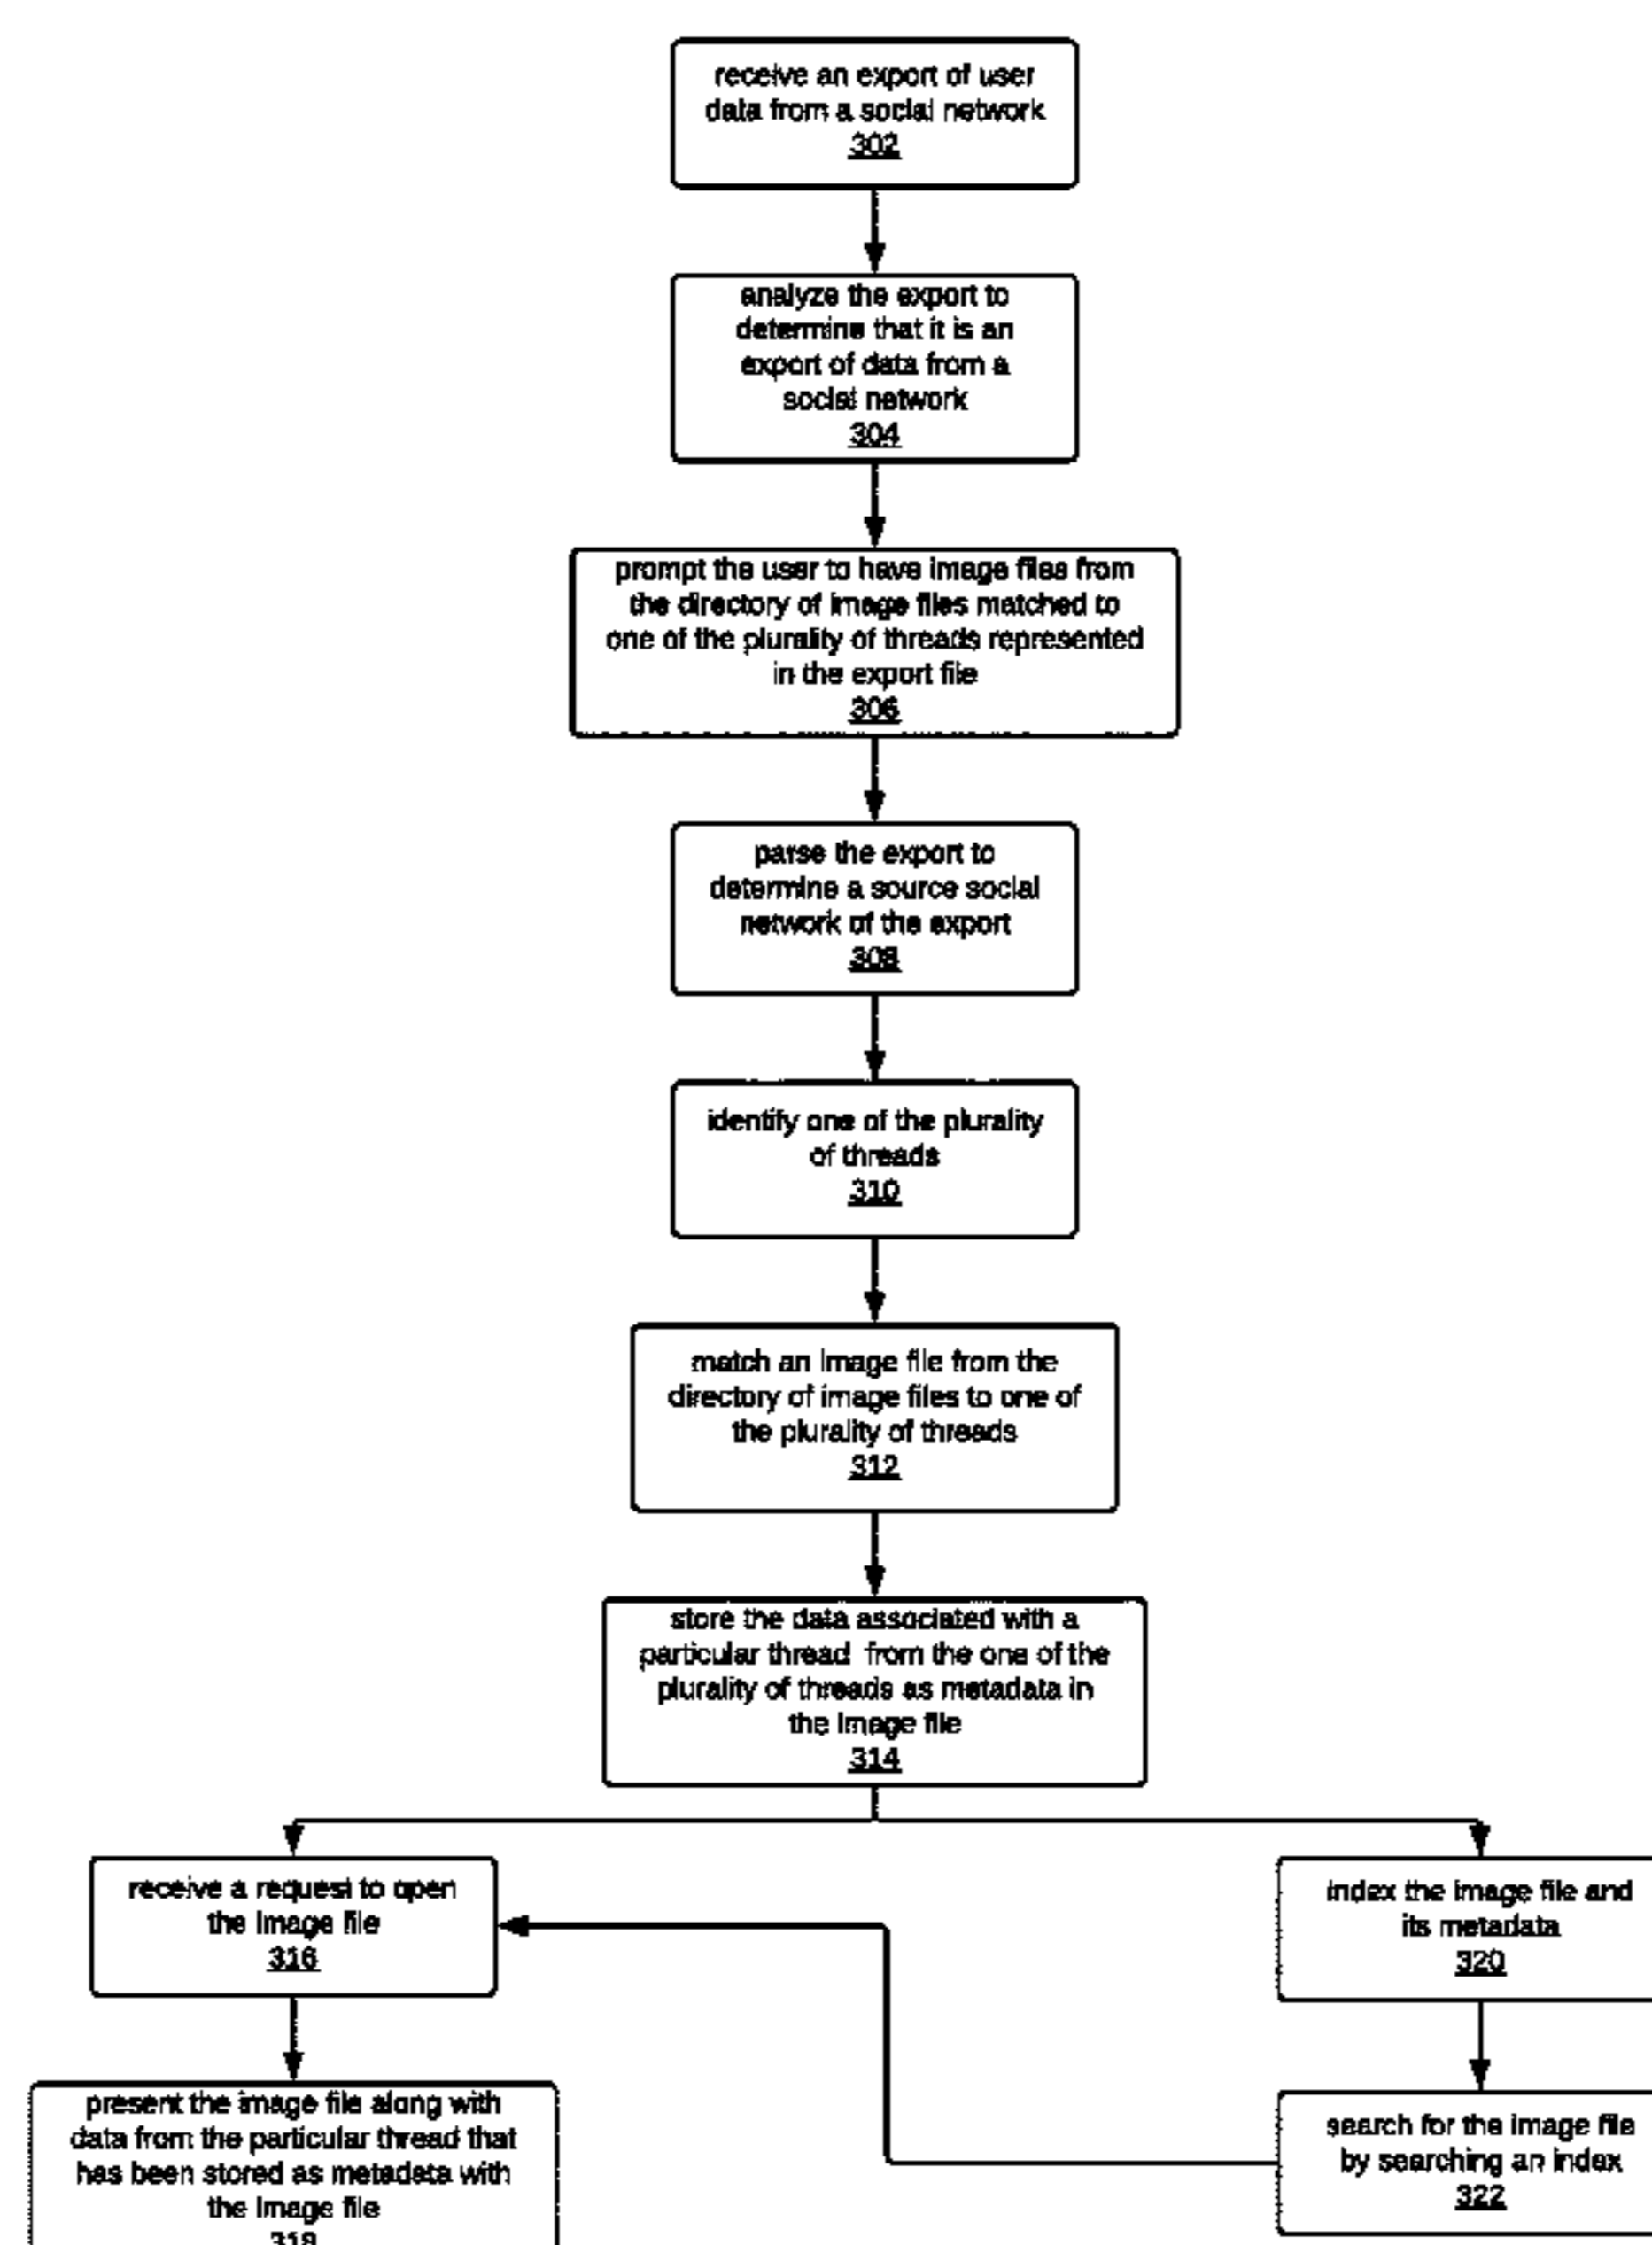 receive an export of user
data from a social network
302
analyze the export to
determine that it is an
export of data from a
social network
304
prompt the user to have image files from
the directory of image files matched to
one of the plurality of threads represented
in the export file
306
parse the export to
determine a source social
network of the export
308
identify one of the plurality
of threads
310
match an image file from the
directory of image files to one of
the plurality of threads
312
store the data associated with a
particular thread from the one of the
plurality of threads as metadata in
the image file
314
receive a request to open
the image file
316
index the image file and
its metadata
320
present the image file along with
data from the particular thread that
has been stored as metadata with
the image file
318
search for the image file
by searching an index
322